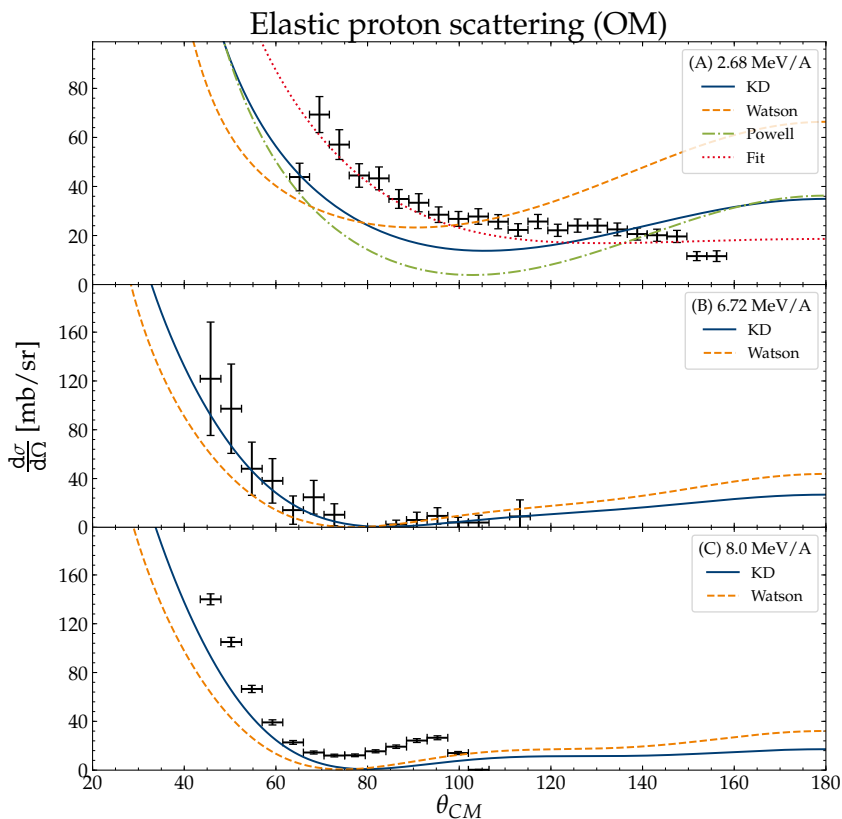 Elastic proton scattering (OM)
(A) 2.68 MeV/A
KD
Watson
Powell
Fit
80
60
40
20
0
(B) 6.72 MeV/A
KD
Watson
160
120
80
40
0
dσ/dΩ [mb/sr]
(C) 8.0 MeV/A
KD
Watson
160
120
80
40
0
20 40 60 80 100 120 140 160 180
θCM